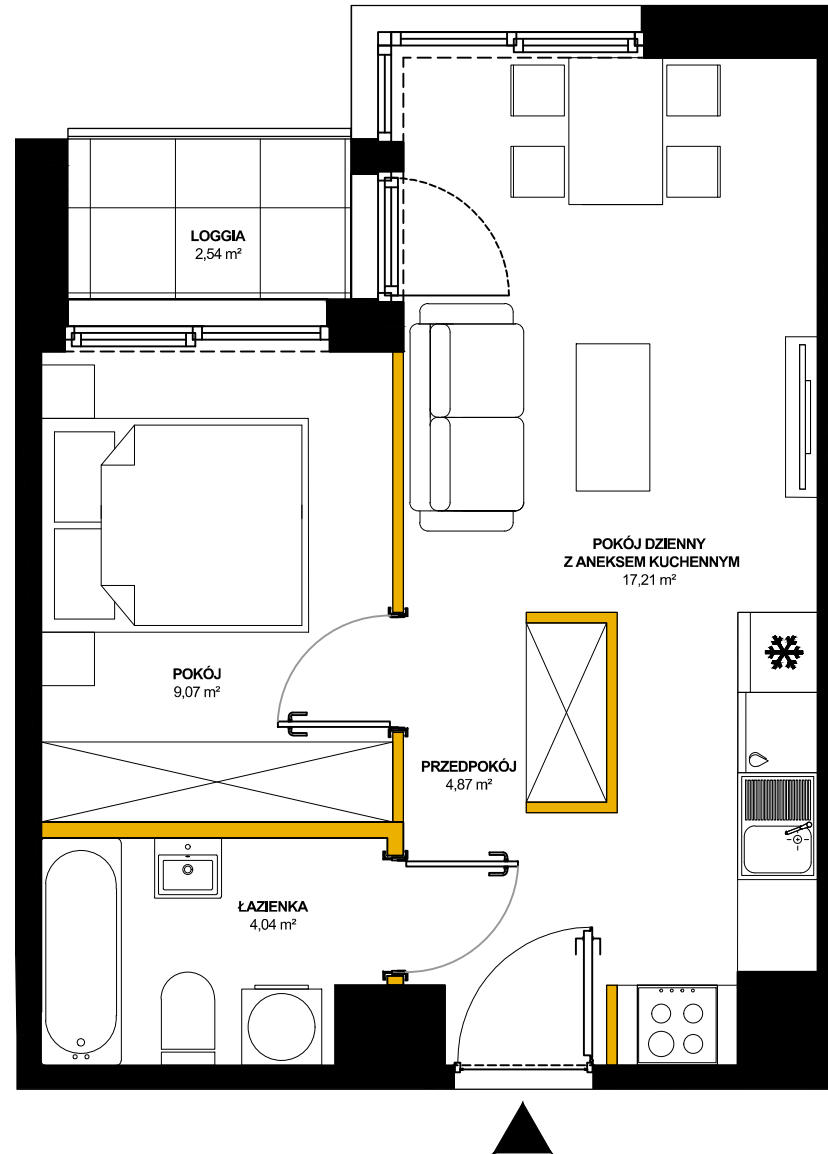 LOGGIA
2,54 m²
POKÓJ DZIENNY
Z ANEKSEM KUCHENNYM
17,21 m²
POKÓJ
9,07 m²
PRZEDPOKÓJ
4,87 m²
ŁAZIENKA
4,04 m²